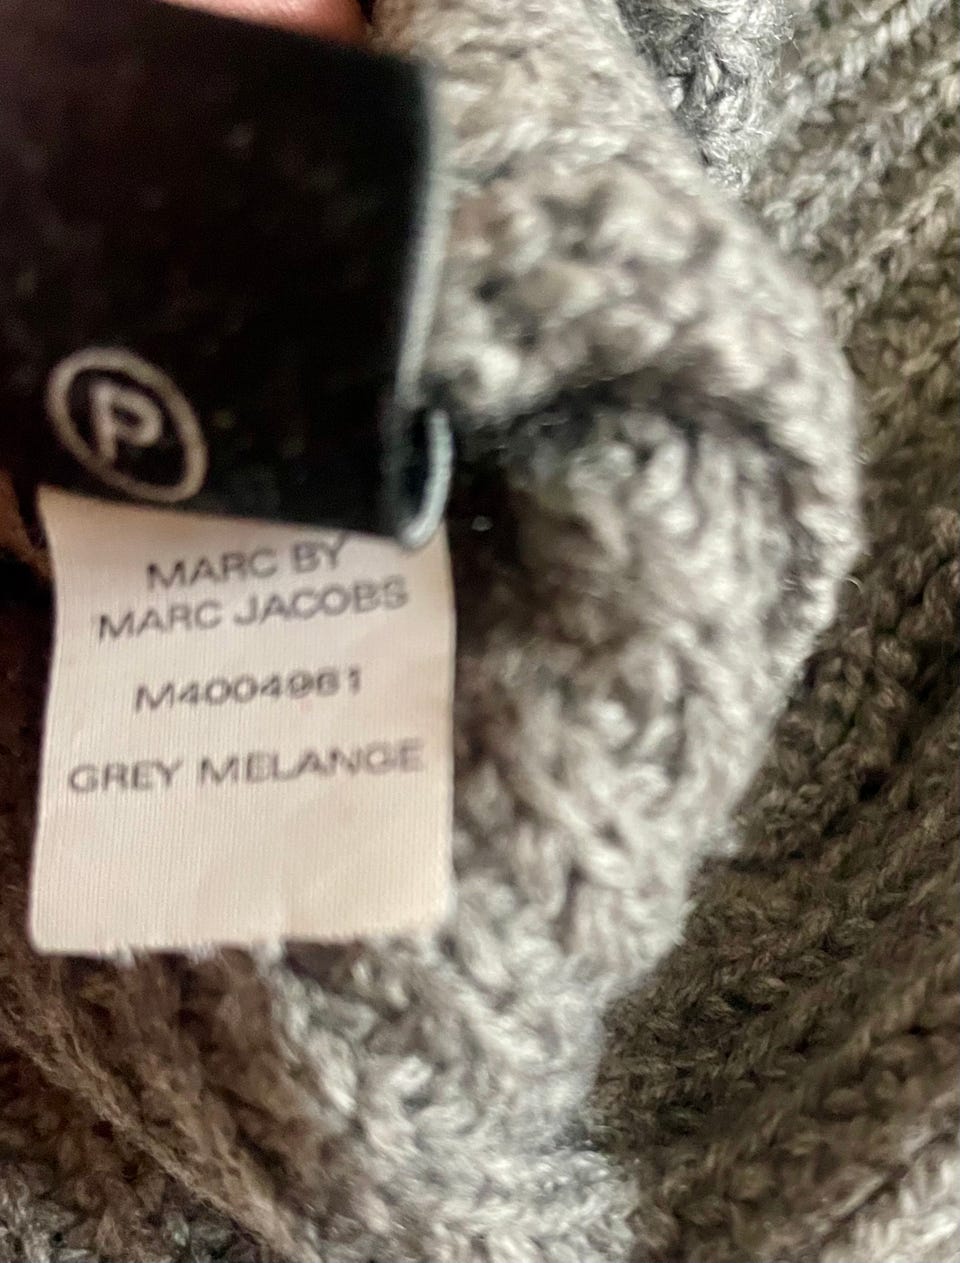 P
MARC BY
MARC JACOBS
M4004961
GREY MELANGE